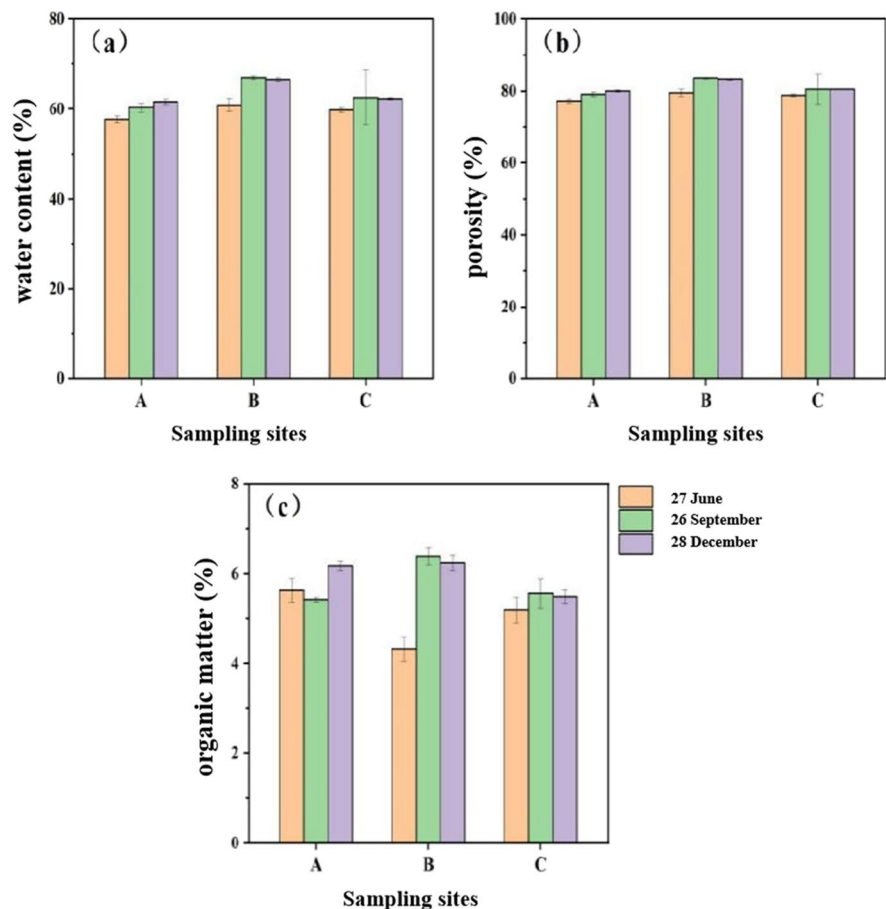 (a)
water content (%)
80
60
40
20
0
A B C
Sampling sites
(b)
porosity (%)
100
80
60
40
20
0
A B C
Sampling sites
(c)
organic matter (%)
8
6
4
2
0
A B C
Sampling sites
27 June
26 September
28 December